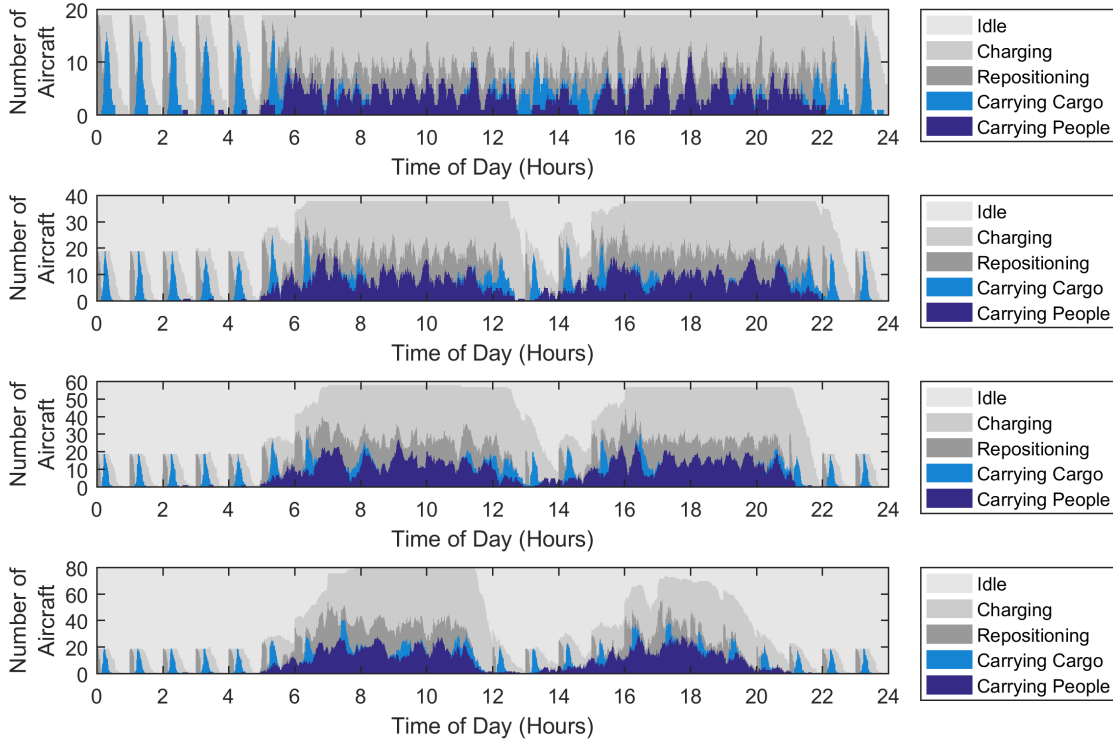 20
10
0
Number of
Aircraft
0 2 4 6 8 10 12 14 16 18 20 22 24
Time of Day (Hours)
Idle
Charging
Repositioning
Carrying Cargo
Carrying People
40
30
20
10
0
Number of
Aircraft
0 2 4 6 8 10 12 14 16 18 20 22 24
Time of Day (Hours)
Idle
Charging
Repositioning
Carrying Cargo
Carrying People
60
50
40
30
20
10
0
Number of
Aircraft
0 2 4 6 8 10 12 14 16 18 20 22 24
Time of Day (Hours)
Idle
Charging
Repositioning
Carrying Cargo
Carrying People
80
60
40
20
0
Number of
Aircraft
0 2 4 6 8 10 12 14 16 18 20 22 24
Time of Day (Hours)
Idle
Charging
Repositioning
Carrying Cargo
Carrying People